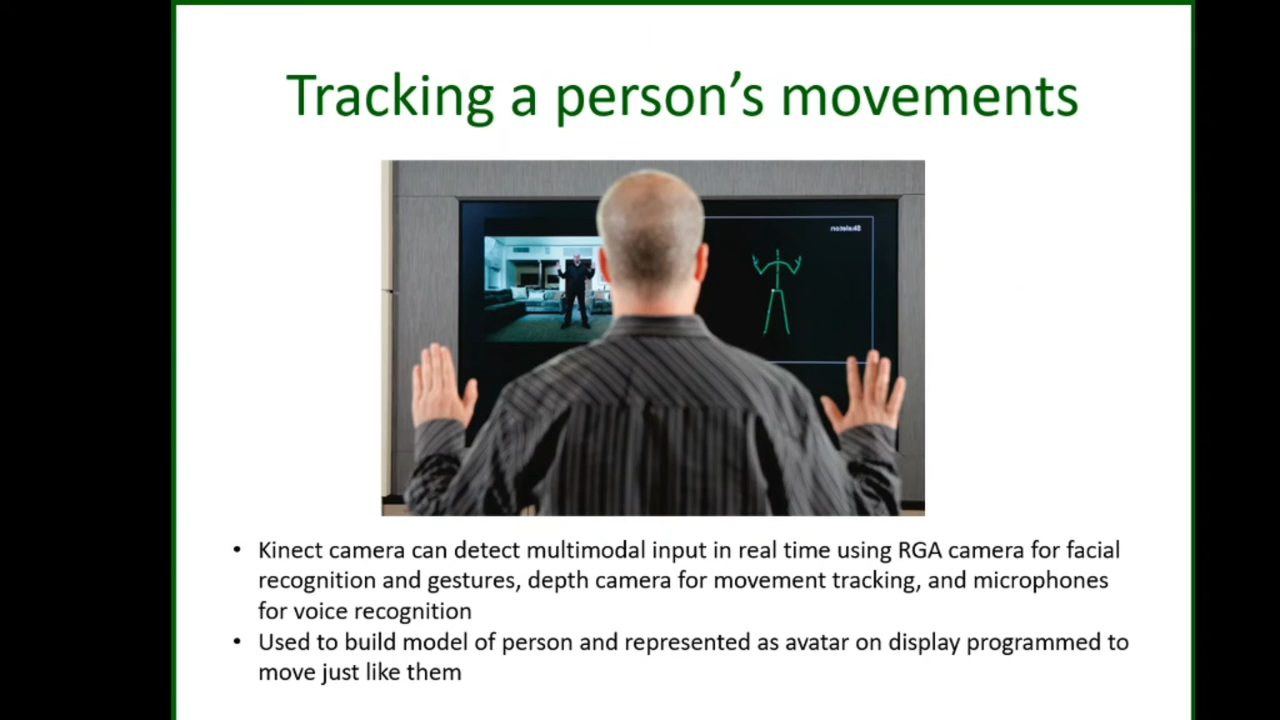 Tracking a person’s movements
Skeleton
• Kinect camera can detect multimodal input in real time using RGA camera for facial
recognition and gestures, depth camera for movement tracking, and microphones
for voice recognition
• Used to build model of person and represented as avatar on display programmed to
move just like them